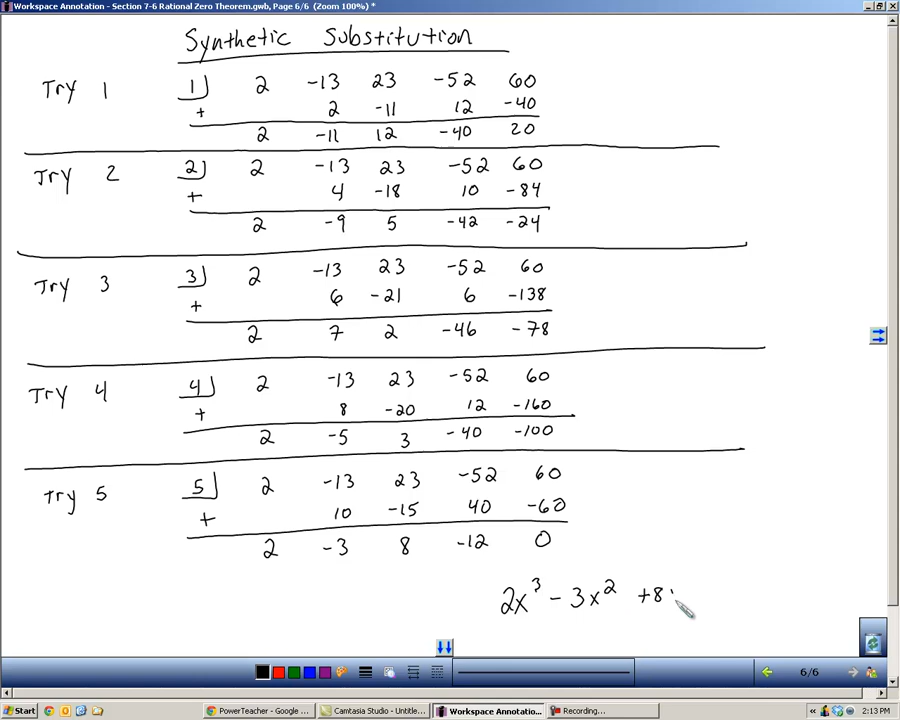 Workspace Annotation - Section 7-6 Rational Zero Theorem.gwb, Page 6/6 (Zoom 100%) *
Synthetic Substitution
Try 1 1 2 -13 23 -52 60
+ 2 -11 12 -40
2 -11 12 -40 20
Try 2 2 2 -13 23 -52 60
+ 4 -18 10 -84
2 -9 5 -42 -24
Try 3 3 2 -13 23 -52 60
+ 6 -21 6 -138
2 7 2 -46 -78
Try 4 4 2 -13 23 -52 60
+ 8 -20 12 -160
2 -5 3 -40 -100
Try 5 5 2 -13 23 -52 60
+ 10 -15 40 -60
2 -3 8 -12 0
2x³ - 3x² +8
6/6
Start PowerTeacher - Google ... Camtasia Studio - Untitle... Workspace Annotatio... Recording... 2:13 PM